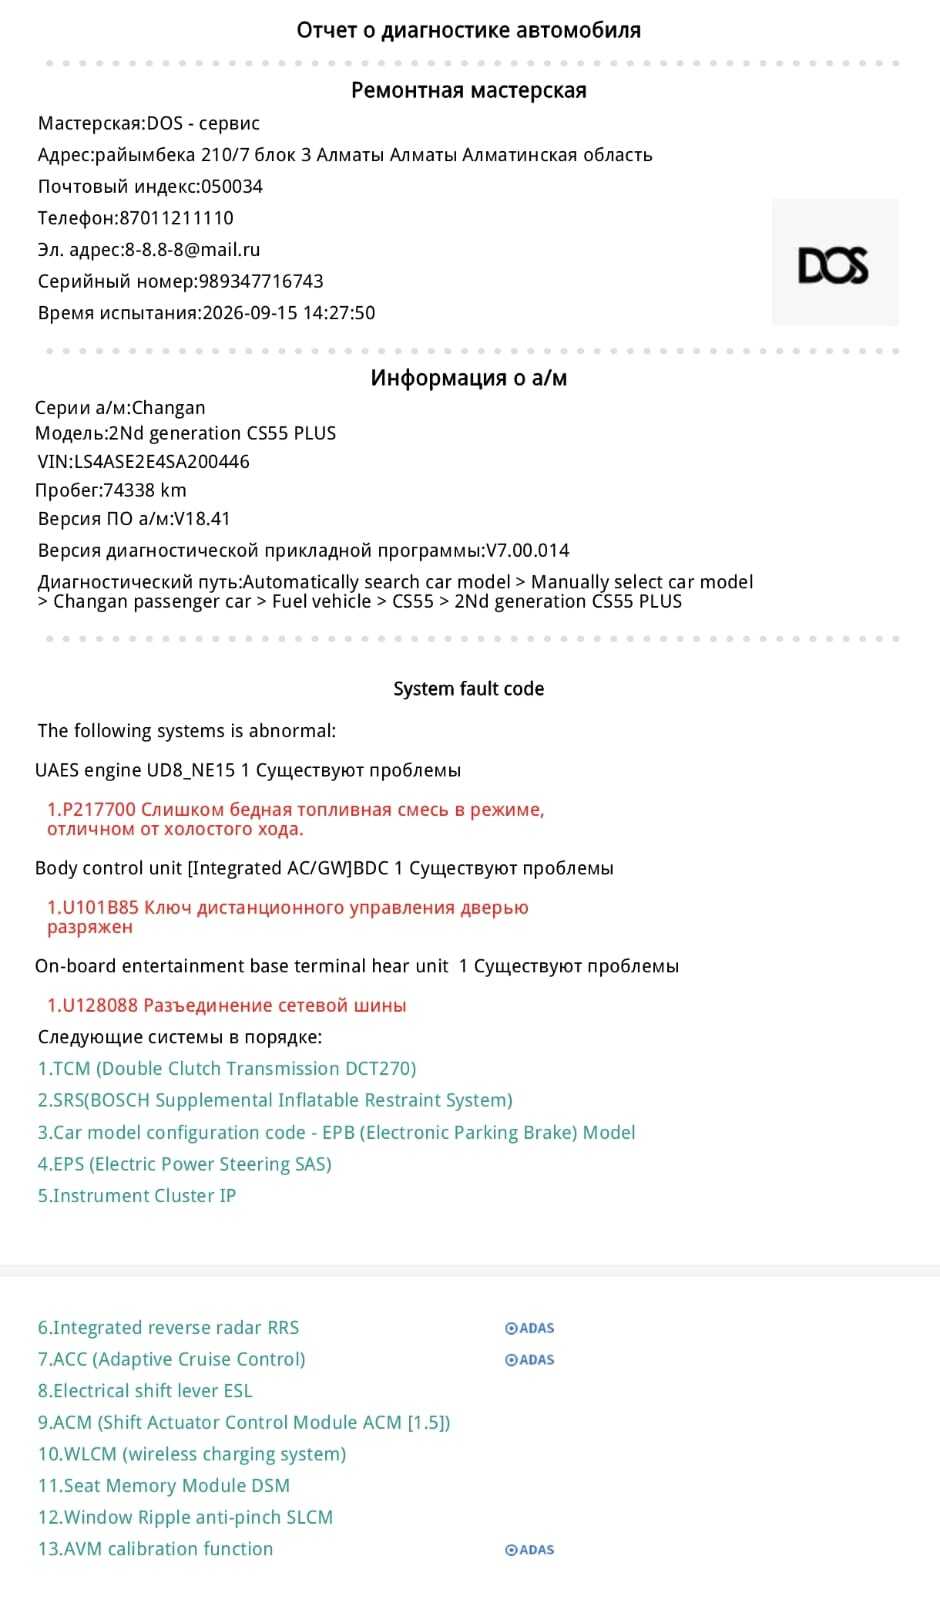 Отчет о диагностике автомобиля
Ремонтная мастерская
Мастерская:DOS - сервис
Адрес:райымбека 210/7 блок 3 Алматы Алматы Алматинская область
Почтовый индекс:050034
Телефон:87011211110
Эл. адрес:8-8.8-8@mail.ru
Серийный номер:989347716743
Время испытания:2026-09-15 14:27:50
DOS
Информация о а/м
Серии а/м:Changan
Модель:2Nd generation CS55 PLUS
VIN:LS4ASE2E4SA200446
Пробег:74338 km
Версия ПО а/м:V18.41
Версия диагностической прикладной программы:V7.00.014
Диагностический путь:Automatically search car model > Manually select car model
> Changan passenger car > Fuel vehicle > CS55 > 2Nd generation CS55 PLUS
System fault code
The following systems is abnormal:
UAES engine UD8_NE15 1 Существуют проблемы
1.P217700 Слишком бедная топливная смесь в режиме,
отличном от холостого хода.
Body control unit [Integrated AC/GW]BDC 1 Существуют проблемы
1.U101B85 Ключ дистанционного управления дверью
разряжен
On-board entertainment base terminal hear unit 1 Существуют проблемы
1.U128088 Разъединение сетевой шины
Следующие системы в порядке:
1.TCM (Double Clutch Transmission DCT270)
2.SRS(BOSCH Supplemental Inflatable Restraint System)
3.Car model configuration code - EPB (Electronic Parking Brake) Model
4.EPS (Electric Power Steering SAS)
5.Instrument Cluster IP
6.Integrated reverse radar RRS ADAS
7.ACC (Adaptive Cruise Control) ADAS
8.Electrical shift lever ESL
9.ACM (Shift Actuator Control Module ACM [1.5])
10.WLCM (wireless charging system)
11.Seat Memory Module DSM
12.Window Ripple anti-pinch SLCM
13.AVM calibration function ADAS